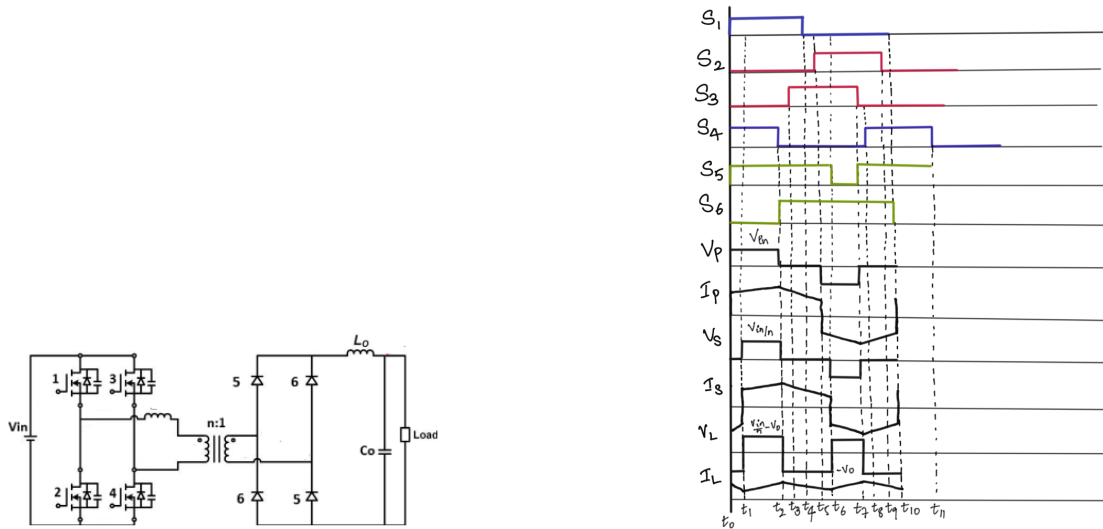 1
3
2
4
Vin
n:1
5
6
6
5
Lo
Co
Load
S1
S2
S3
S4
S5
S6
Vp
Vin
Ip
Vs
Vin/n
Is
VL
Vin/n - Vo
-Vo
IL
t0 t1 t2 t3 t4 t5 t6 t7 t8 t9 t10 t11